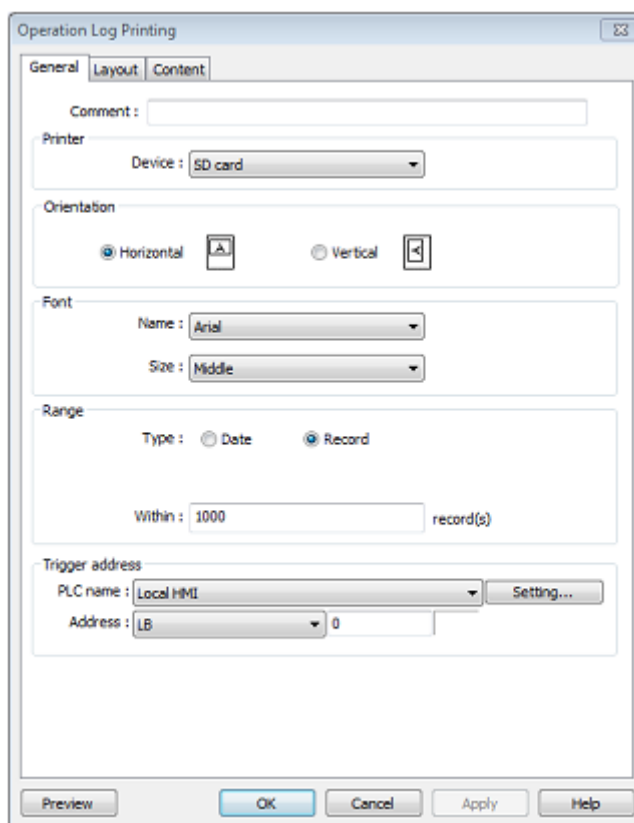 Operation Log Printing
General Layout Content
Comment :
Printer
Device : SD card
Orientation
Horizontal A Vertical A
Font
Name : Arial
Size : Middle
Range
Type : Date Record
Within : 1000 record(s)
Trigger address
PLC name : Local HMI Setting...
Address : LB 0
Preview OK Cancel Apply Help